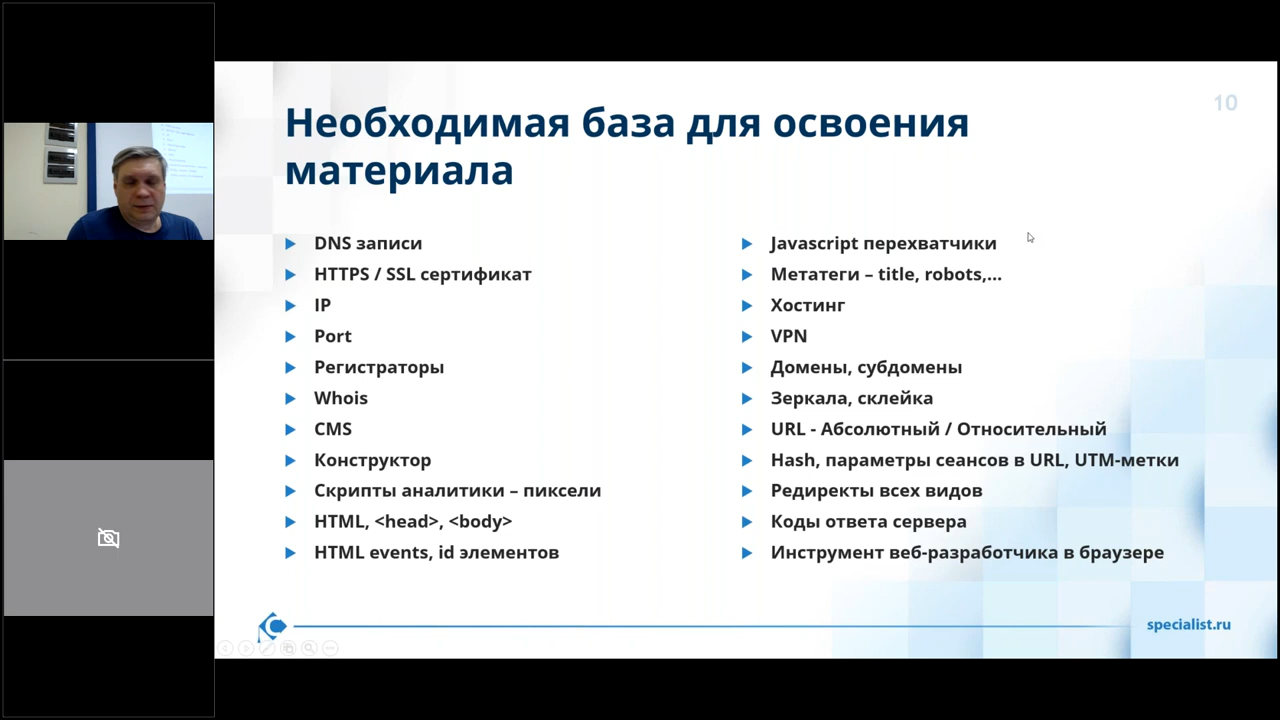 10
Необходимая база для освоения
материала
DNS записи
HTTPS / SSL сертификат
IP
Port
Регистраторы
Whois
CMS
Конструктор
Скрипты аналитики – пиксели
HTML, <head>, <body>
HTML events, id элементов
Javascript перехватчики
Метатеги – title, robots,...
Хостинг
VPN
Домены, субдомены
Зеркала, склейка
URL - Абсолютный / Относительный
Hash, параметры сеансов в URL, UTM-метки
Редиректы всех видов
Коды ответа сервера
Инструмент веб-разработчика в браузере
specialist.ru